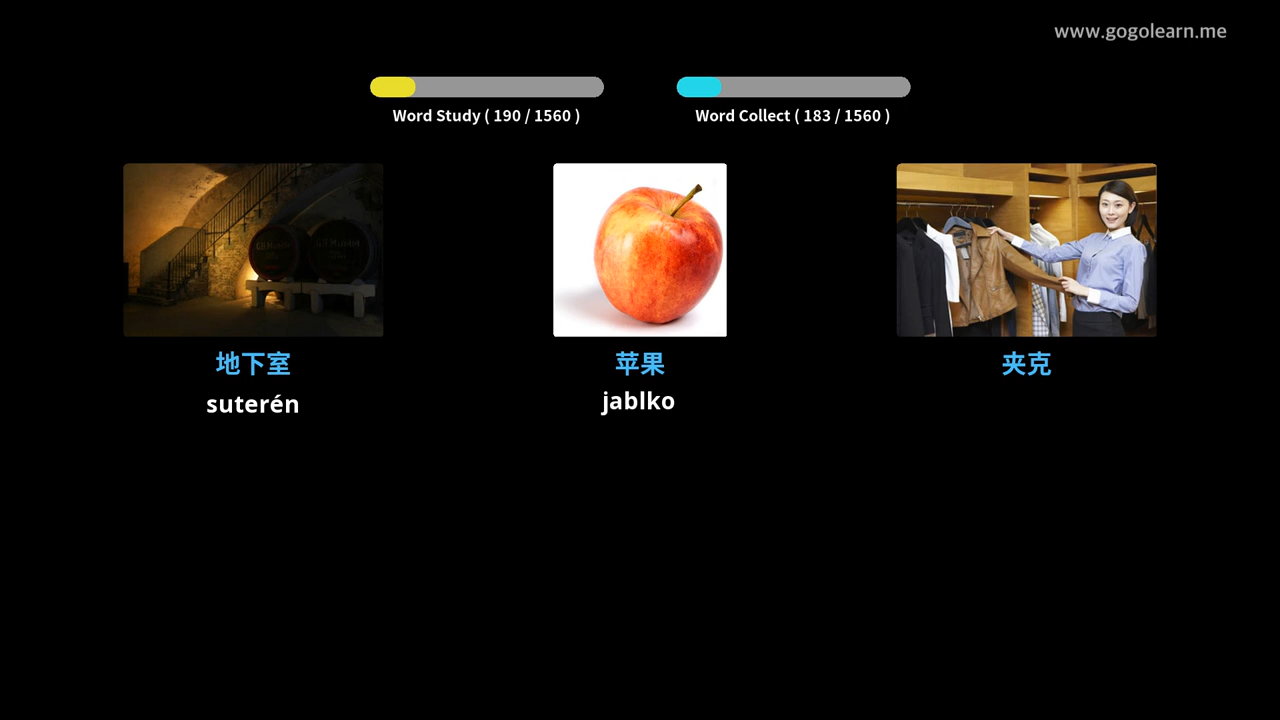 www.gogolearn.me
Word Study ( 190 / 1560 )
Word Collect ( 183 / 1560 )
地下室
苹果
夹克
suterén
jablko